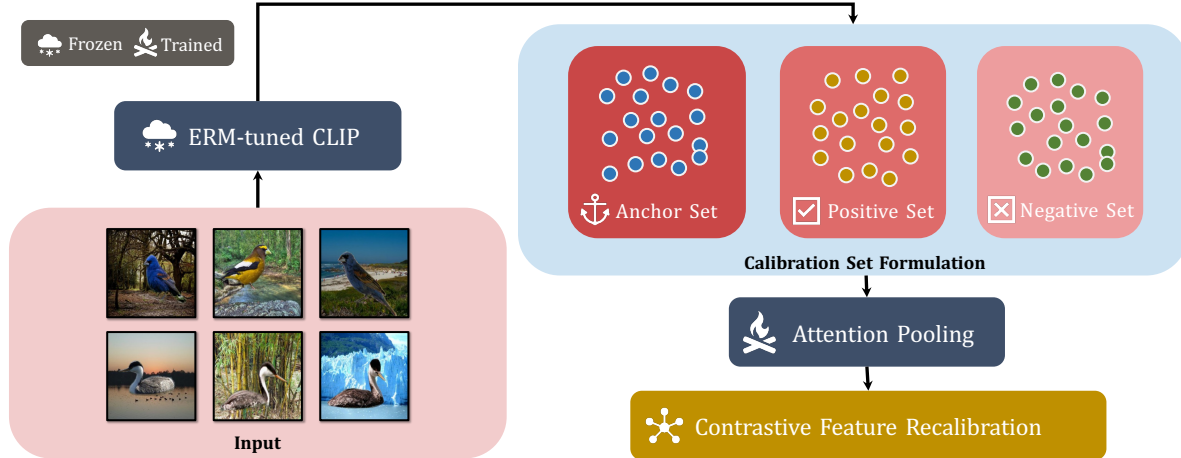 Frozen Trained
ERM-tuned CLIP
Input
Anchor Set
Positive Set
Negative Set
Calibration Set Formulation
Attention Pooling
Contrastive Feature Recalibration